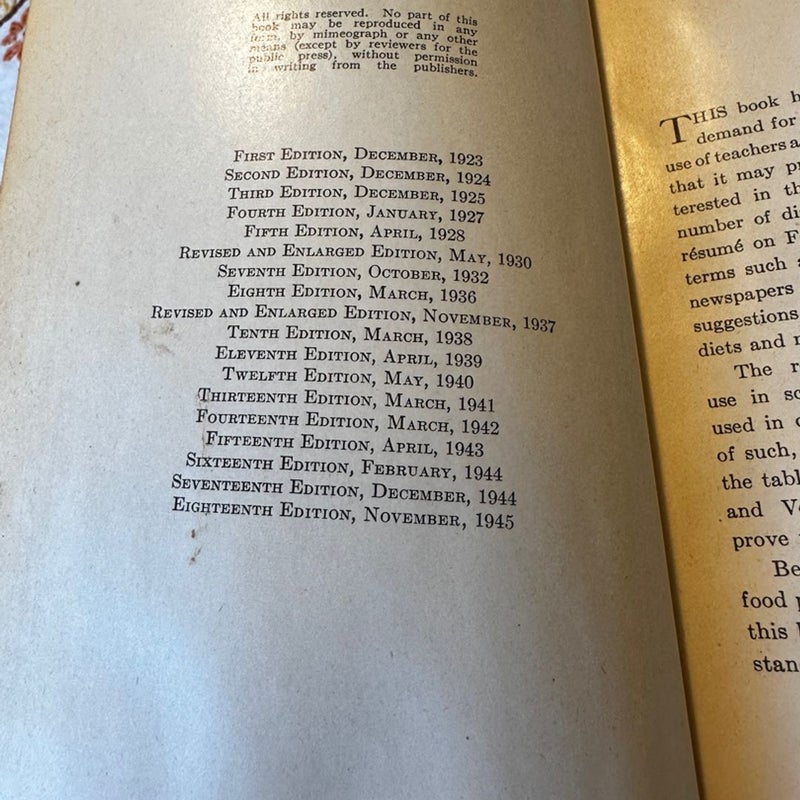 All rights reserved. No part of this
book may be reproduced in any
form, by mimeograph or any other
means (except by reviewers for the
public press), without permission
in writing from the publishers.
FIRST EDITION, DECEMBER, 1923
SECOND EDITION, DECEMBER, 1924
THIRD EDITION, DECEMBER, 1925
FOURTH EDITION, JANUARY, 1927
FIFTH EDITION, APRIL, 1928
REVISED AND ENLARGED EDITION, MAY, 1930
SEVENTH EDITION, OCTOBER, 1932
EIGHTH EDITION, MARCH, 1936
REVISED AND ENLARGED EDITION, NOVEMBER, 1937
TENTH EDITION, MARCH, 1938
ELEVENTH EDITION, APRIL, 1939
TWELFTH EDITION, MAY, 1940
THIRTEENTH EDITION, MARCH, 1941
FOURTEENTH EDITION, MARCH, 1942
FIFTEENTH EDITION, APRIL, 1943
SIXTEENTH EDITION, FEBRUARY, 1944
SEVENTEENTH EDITION, DECEMBER, 1944
EIGHTEENTH EDITION, NOVEMBER, 1945
THIS book
demand for
use of teachers
that it may
terested in
number of
résumé on
terms such
newspapers
suggestions
diets and
The
use in
used in
of such,
the
and
prove
food
this